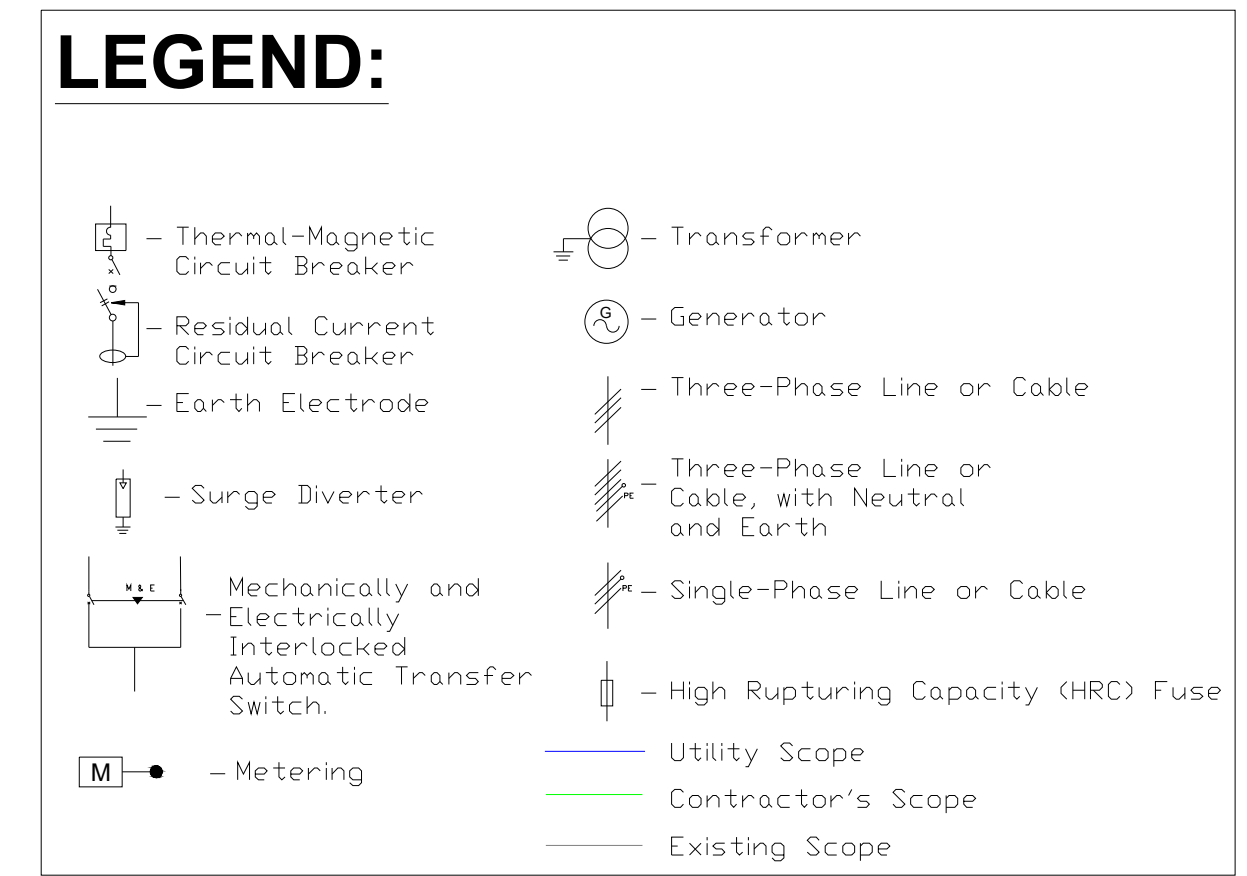 LEGEND:
– Thermal-Magnetic
Circuit Breaker
– Residual Current
Circuit Breaker
– Earth Electrode
– Surge Diverter
M & E
– Mechanically and
Electrically
Interlocked
Automatic Transfer
Switch.
M
– Metering
– Transformer
G
– Generator
– Three-Phase Line or Cable
PE
– Three-Phase Line or
Cable, with Neutral
and Earth
PE
– Single-Phase Line or Cable
– High Rupturing Capacity (HRC) Fuse
Utility Scope
Contractor's Scope
Existing Scope